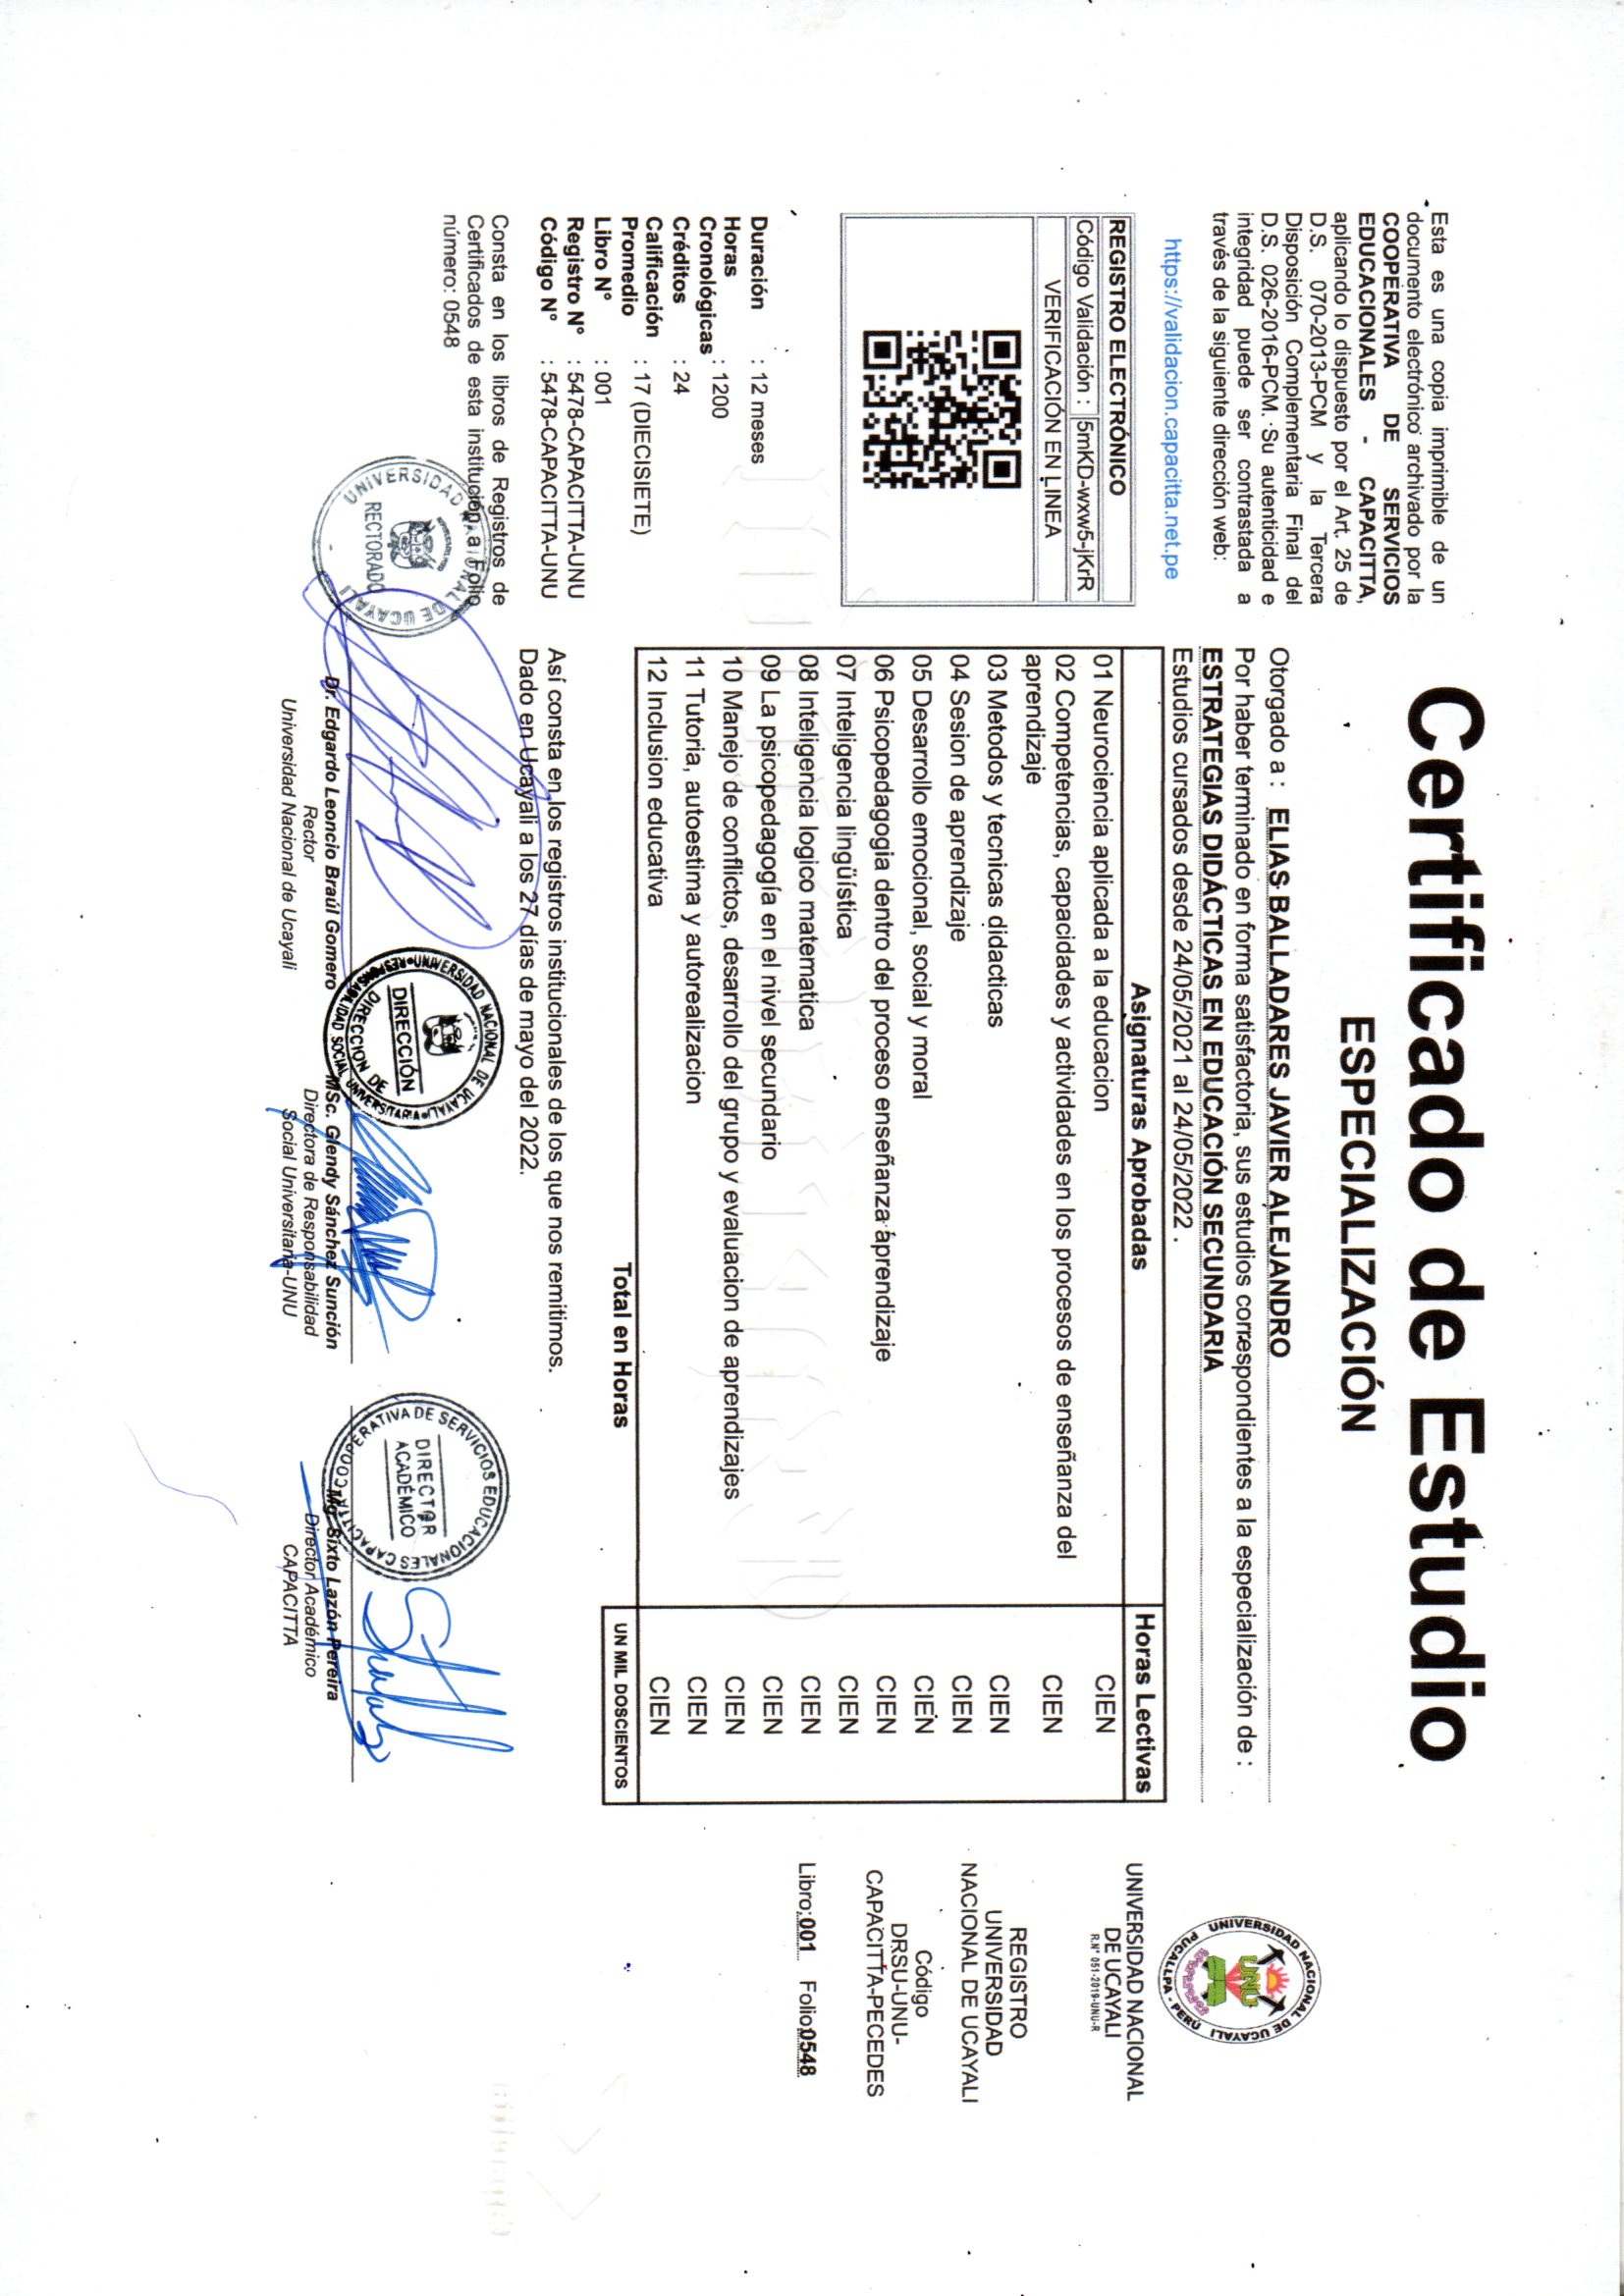 Certificado de Estudio
ESPECIALIZACIÓN
Esta es una copia imprimible de un
documento electrónico archivado por la
COOPERATIVA DE SERVICIOS
EDUCACIONALES - CAPACITTA,
aplicando lo dispuesto por el Art. 25 de
D.S. 070-2013-PCM y la Tercera
Disposición Complementaria Final del
D.S. 026-2016-PCM. Su autenticidad e
integridad puede ser contrastada a
través de la siguiente dirección web:
https://validacion.capacitta.net.pe
REGISTRO ELECTRÓNICO
Código Validación : 5mKD-wxw5-jKrR
VERIFICACIÓN EN LINEA
Duración : 12 meses
Horas
Cronológicas : 1200
Créditos : 24
Calificación
Promedio : 17 (DIECISIETE)
Libro N° : 001
Registro N° : 5478-CAPACITTA-UNU
Código N° : 5478-CAPACITTA-UNU
Consta en los libros de Registros de
Certificados de esta institución a Folio
número: 0548
Otorgado a : ELIAS BALLADARES JAVIER ALEJANDRO
Por haber terminado en forma satisfactoria, sus estudios correspondientes a la especialización de :
ESTRATEGIAS DIDÁCTICAS EN EDUCACIÓN SECUNDARIA
Estudios cursados desde 24/05/2021 al 24/05/2022 .
Asignaturas Aprobadas Horas Lectivas
01 Neurociencia aplicada a la educacion CIEN
02 Competencias, capacidades y actividades en los procesos de enseñanza del
aprendizaje CIEN
03 Metodos y tecnicas didacticas CIEN
04 Sesion de aprendizaje CIEN
05 Desarrollo emocional, social y moral CIEN
06 Psicopedagogia dentro del proceso enseñanza aprendizaje CIEN
07 Inteligencia lingüística CIEN
08 Inteligencia logico matematica CIEN
09 La psicopedagogía en el nivel secundario CIEN
10 Manejo de conflictos, desarrollo del grupo y evaluacion de aprendizajes CIEN
11 Tutoria, autoestima y autorealizacion CIEN
12 Inclusion educativa CIEN
Total en Horas UN MIL DOSCIENTOS
Así consta en los registros institucionales de los que nos remitimos.
Dado en Ucayali a los 27 días de mayo del 2022.
UNIVERSIDAD NACIONAL DE UCAYALI
PUCALLPA - PERÚ
UNU
UNIVERSIDAD NACIONAL
DE UCAYALI
R.N° 051-2019-UNU-R
REGISTRO
UNIVERSIDAD
NACIONAL DE UCAYALI
Código
DRSU-UNU-
CAPACITTA-PECEDES
Libro:001 Folio:0548
UNIVERSIDAD NACIONAL DE UCAYALI
RECTORADO
Dr. Edgardo Leoncio Braúl Gomero
Rector
Universidad Nacional de Ucayali
UNIVERSIDAD NACIONAL DE UCAYALI
DIRECCIÓN
DIRECCION DE
RESPONSABILIDAD SOCIAL UNIVERSITARIA
MSc. Glendy Sánchez Sunción
Directora de Responsabilidad
Social Universitaria-UNU
COOPERATIVA DE SERVICIOS EDUCACIONALES CAPACITTA
DIRECTOR
ACADÉMICO
Mg. Sixto Lazón Pereira
Director Académico
CAPACITTA